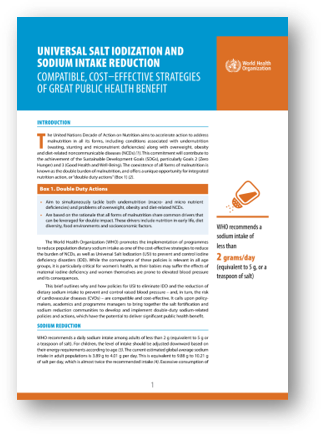 UNIVERSAL SALT IODIZATION AND
SODIUM INTAKE REDUCTION
COMPATIBLE, COST–EFFECTIVE STRATEGIES
OF GREAT PUBLIC HEALTH BENEFIT
World Health
Organization
INTRODUCTION
The United Nations Decade of Action on Nutrition aims to accelerate action to address
malnutrition in all its forms, including conditions associated with undernutrition
(wasting, stunting and micronutrient deficiencies) along with overweight, obesity
and diet-related noncommunicable diseases (NCDs) (1). This commitment will contribute to
the achievement of the Sustainable Development Goals (SDGs), particularly Goals 2 (Zero
Hunger) and 3 (Good Health and Well Being). The coexistence of all forms of malnutrition is
known as the double burden of malnutrition, and offers a unique opportunity for integrated
nutrition action, or "double duty actions" (Box 1) (2).
Box 1. Double Duty Actions
• Aim to simultaneously tackle both undernutrition (macro- and micro nutrient
deficiencies) and problems of overweight, obesity and diet-related NCDs.
• Aim based on the rationale that all forms of malnutrition share common drivers that
can be leveraged for double impact. These drivers include nutrition in early life, diet
diversity, food environments and socioeconomic factors.
The World Health Organization (WHO) promotes the implementation of programmes
to reduce population dietary sodium intake as one of the cost-effective strategies to reduce
the burden of NCDs, as well as Universal Salt Iodization (USI) to prevent and control iodine
deficiency disorders (IDD). While the convergence of these policies is relevant in all age
groups, it is particularly critical for women's health, as their babies may suffer the effects of
maternal iodine deficiency and women themselves are prone to elevated blood pressure
and its consequences.
This brief outlines why and how policies for USI to eliminate IDD and the reduction of
dietary sodium intake to prevent and control raised blood pressure – and, in turn, the risk
of cardiovascular diseases (CVDs) – are compatible and cost-effective. It calls upon policy-
makers, academics and programme managers to bring together the salt fortification and
sodium reduction communities to develop and implement double-duty sodium-related
policies and actions, which have the potential to deliver significant public health benefit.
SODIUM REDUCTION
WHO recommends a daily sodium intake among adults of less than 2 g (equivalent to 5 g or
a teaspoon of salt). For children, the level of intake should be adjusted downward based on
their energy requirements according to age (3). The current estimated global average sodium
intake in adult populations is 3.89 g to 4.01 g per day. This is equivalent to 9.88 g to 10.21 g
of salt per day, which is almost twice the recommended intake (4). Excessive consumption of
WHO recommends a
sodium intake of
less than
2 grams/day
(equivalent to 5 g. or a
teaspoon of salt)
1